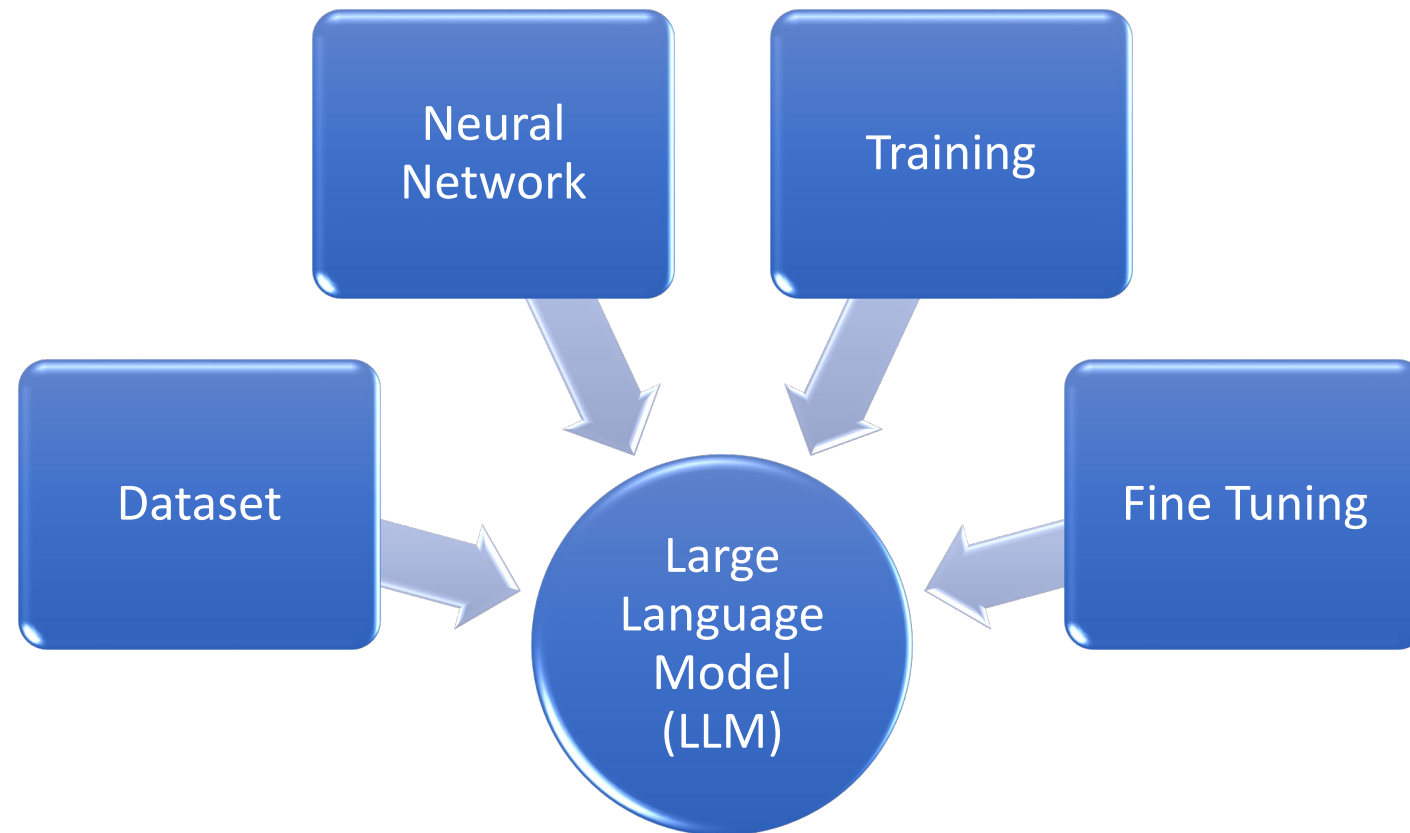 Neural
Network
Training
Dataset
Fine Tuning
Large
Language
Model
(LLM)